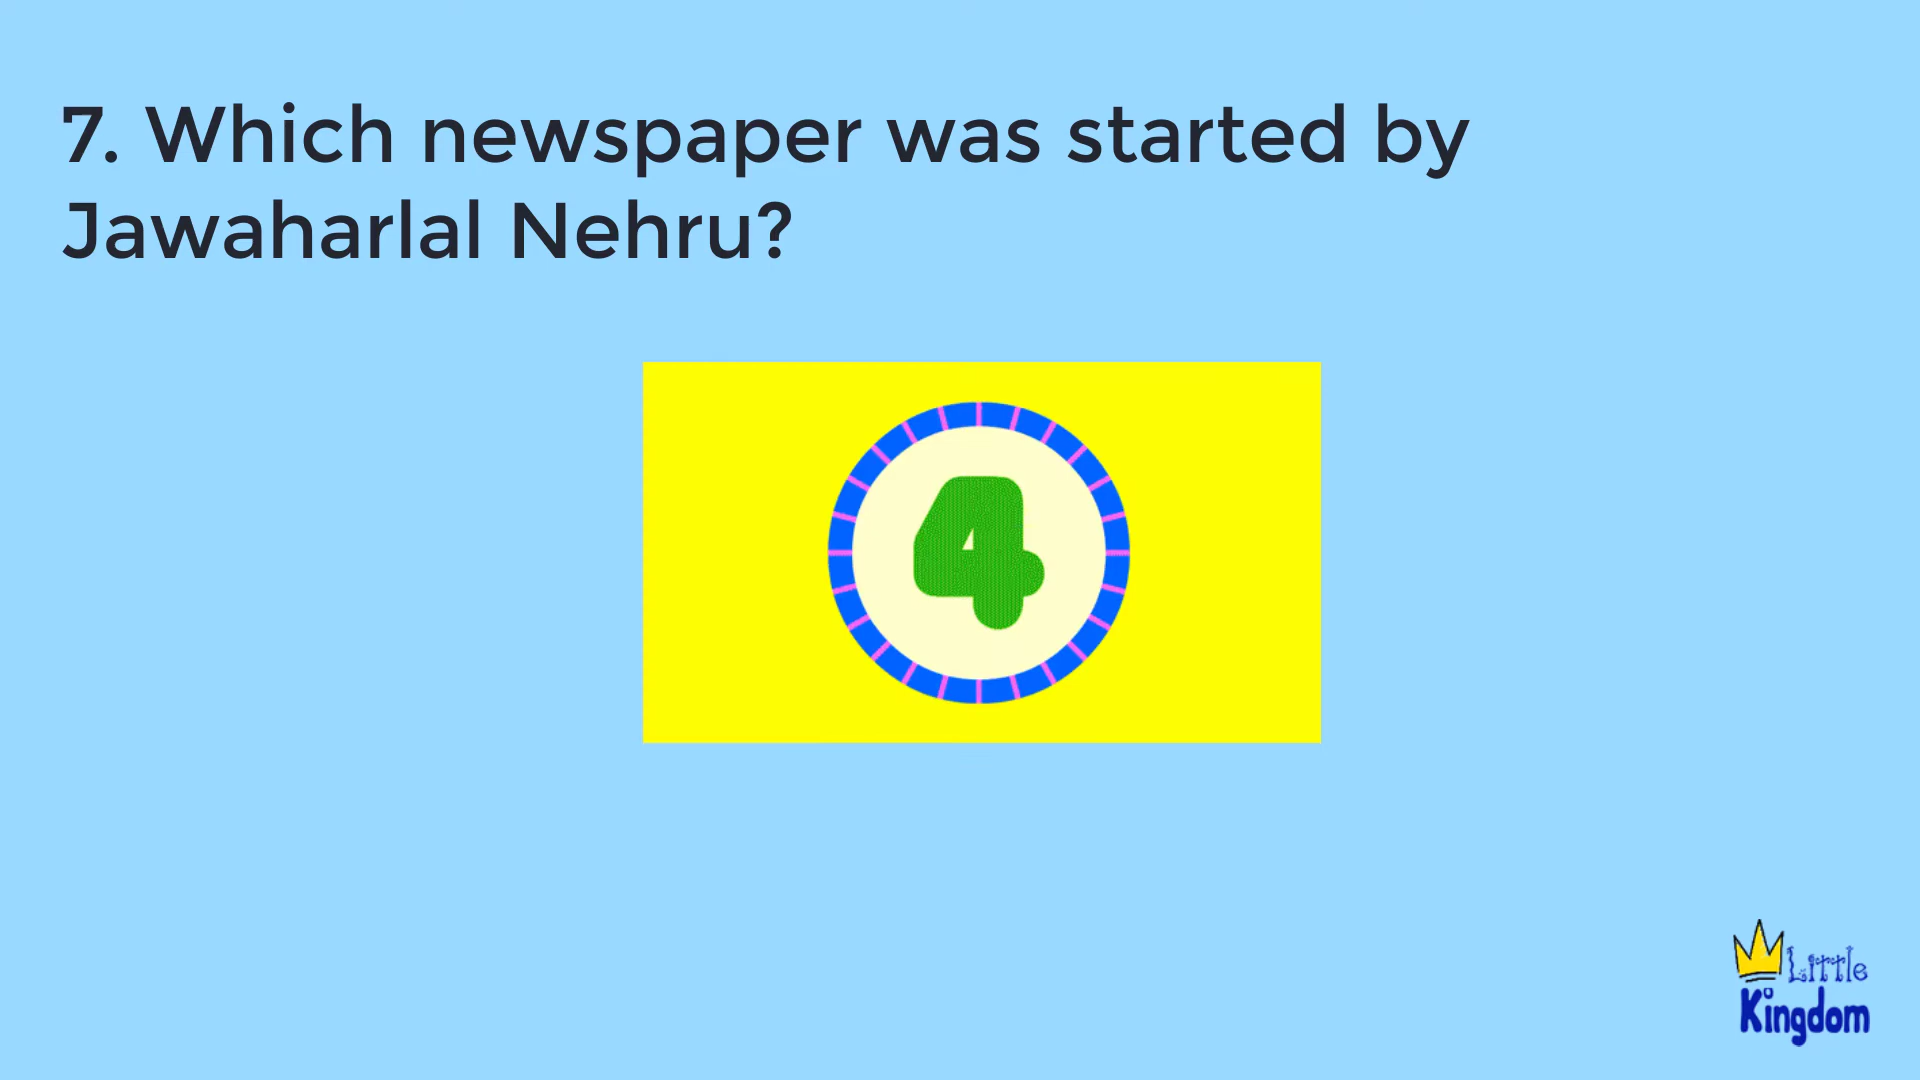 7. Which newspaper was started by
Jawaharlal Nehru?
4
Little
Kingdom